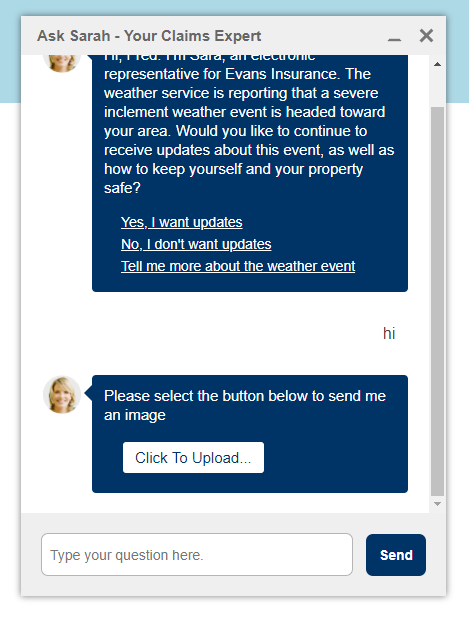 Ask Sarah - Your Claims Expert
Hi, Fred. I'm Sara, an electronic
representative for Evans Insurance. The
weather service is reporting that a severe
inclement weather event is headed toward
your area. Would you like to continue to
receive updates about this event, as well as
how to keep yourself and your property
safe?
Yes, I want updates
No, I don't want updates
Tell me more about the weather event
hi
Please select the button below to send me
an image
Click To Upload...
Type your question here.
Send